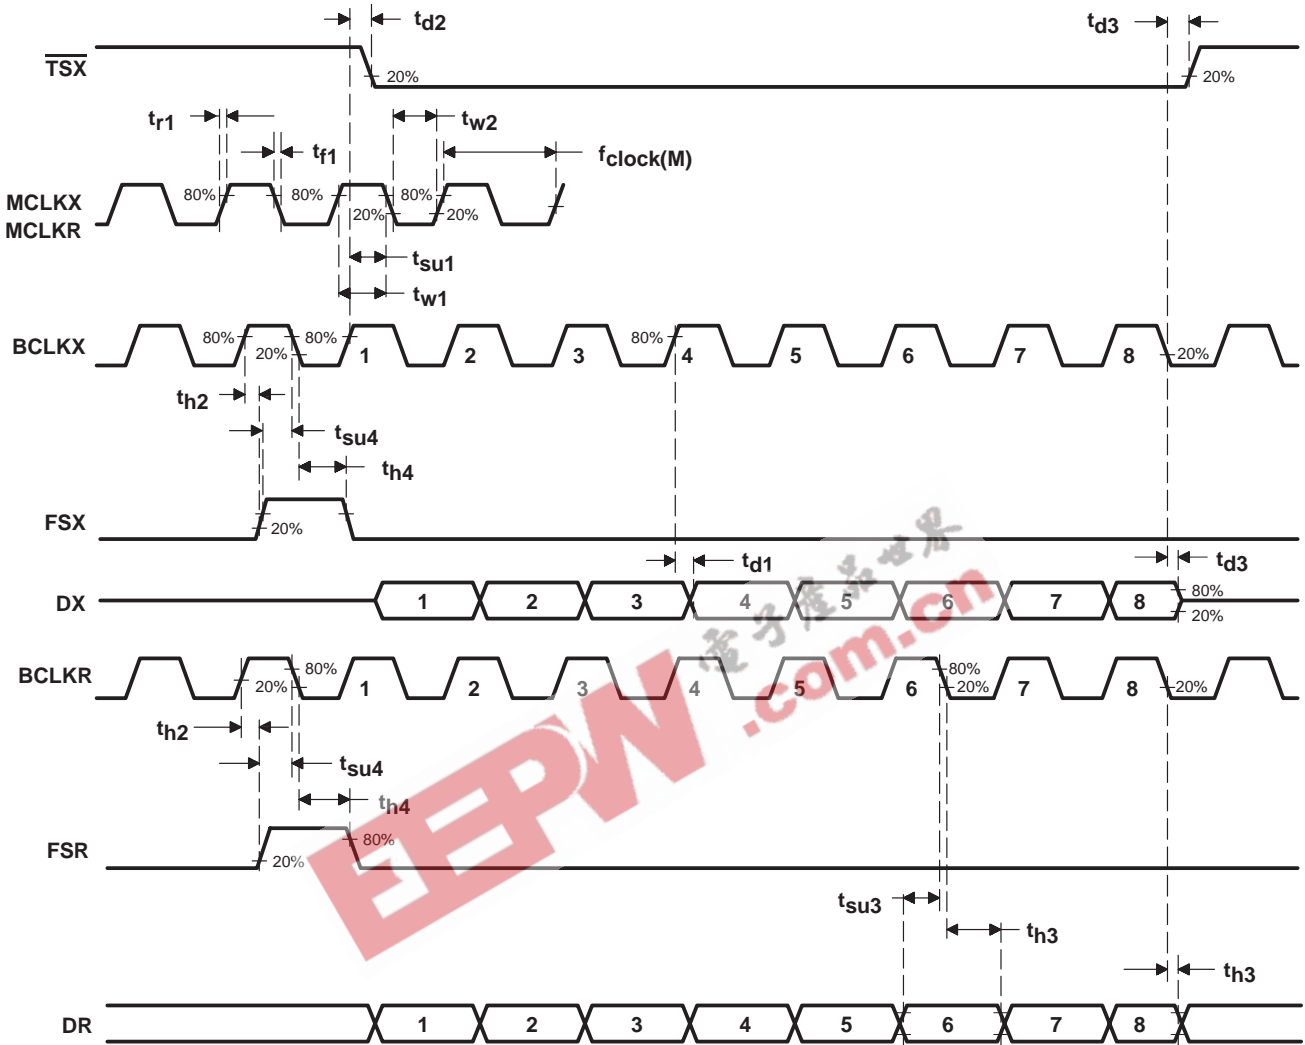 td2
td3
TSX
20%
20%
tr1
tw2
tf1
fclock(M)
MCLKX
MCLKR
80%
80%
80%
20%
20%
tsu1
tw1
BCLKX
80%
20%
80%
80%
20%
1 2 3 4 5 6 7 8
th2
tsu4
th4
FSX
20%
td1
td3
DX
1 2 3 4 5 6 7 8
80%
20%
電子產品世界
.com.cn
EEPW
BCLKR
20%
80%
80%
20%
20%
1 2 3 4 5 6 7 8
th2
tsu4
th4
FSR
20%
80%
tsu3
th3
th3
DR
1 2 3 4 5 6 7 8